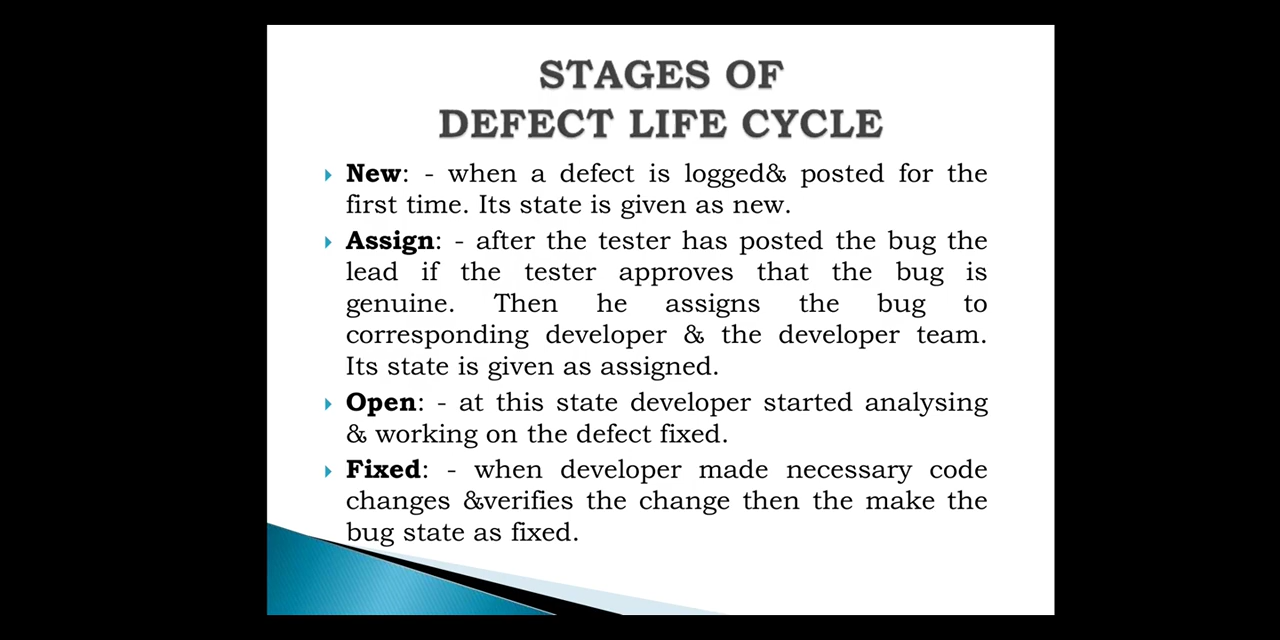 STAGES OF
DEFECT LIFE CYCLE
New: - when a defect is logged& posted for the
first time. Its state is given as new.
Assign: - after the tester has posted the bug the
lead if the tester approves that the bug is
genuine. Then he assigns the bug to
corresponding developer & the developer team.
Its state is given as assigned.
Open: - at this state developer started analysing
& working on the defect fixed.
Fixed: - when developer made necessary code
changes &verifies the change then the make the
bug state as fixed.